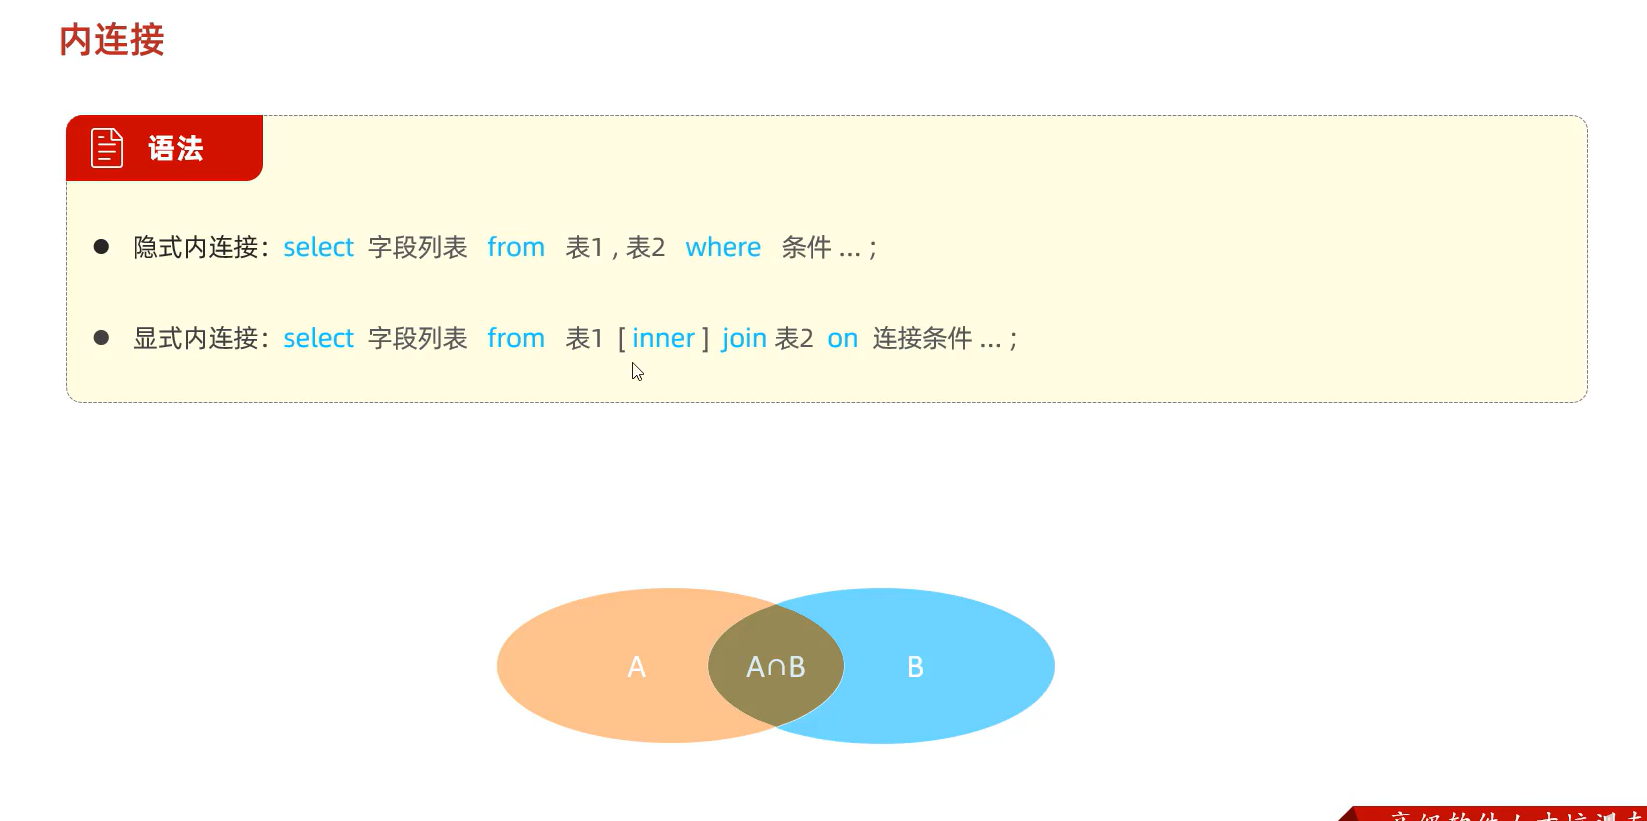 内连接
语法
隐式内连接：select 字段列表 from 表1 , 表2 where 条件 ... ;
显式内连接：select 字段列表 from 表1 [ inner ] join 表2 on 连接条件 ... ;
A A∩B B